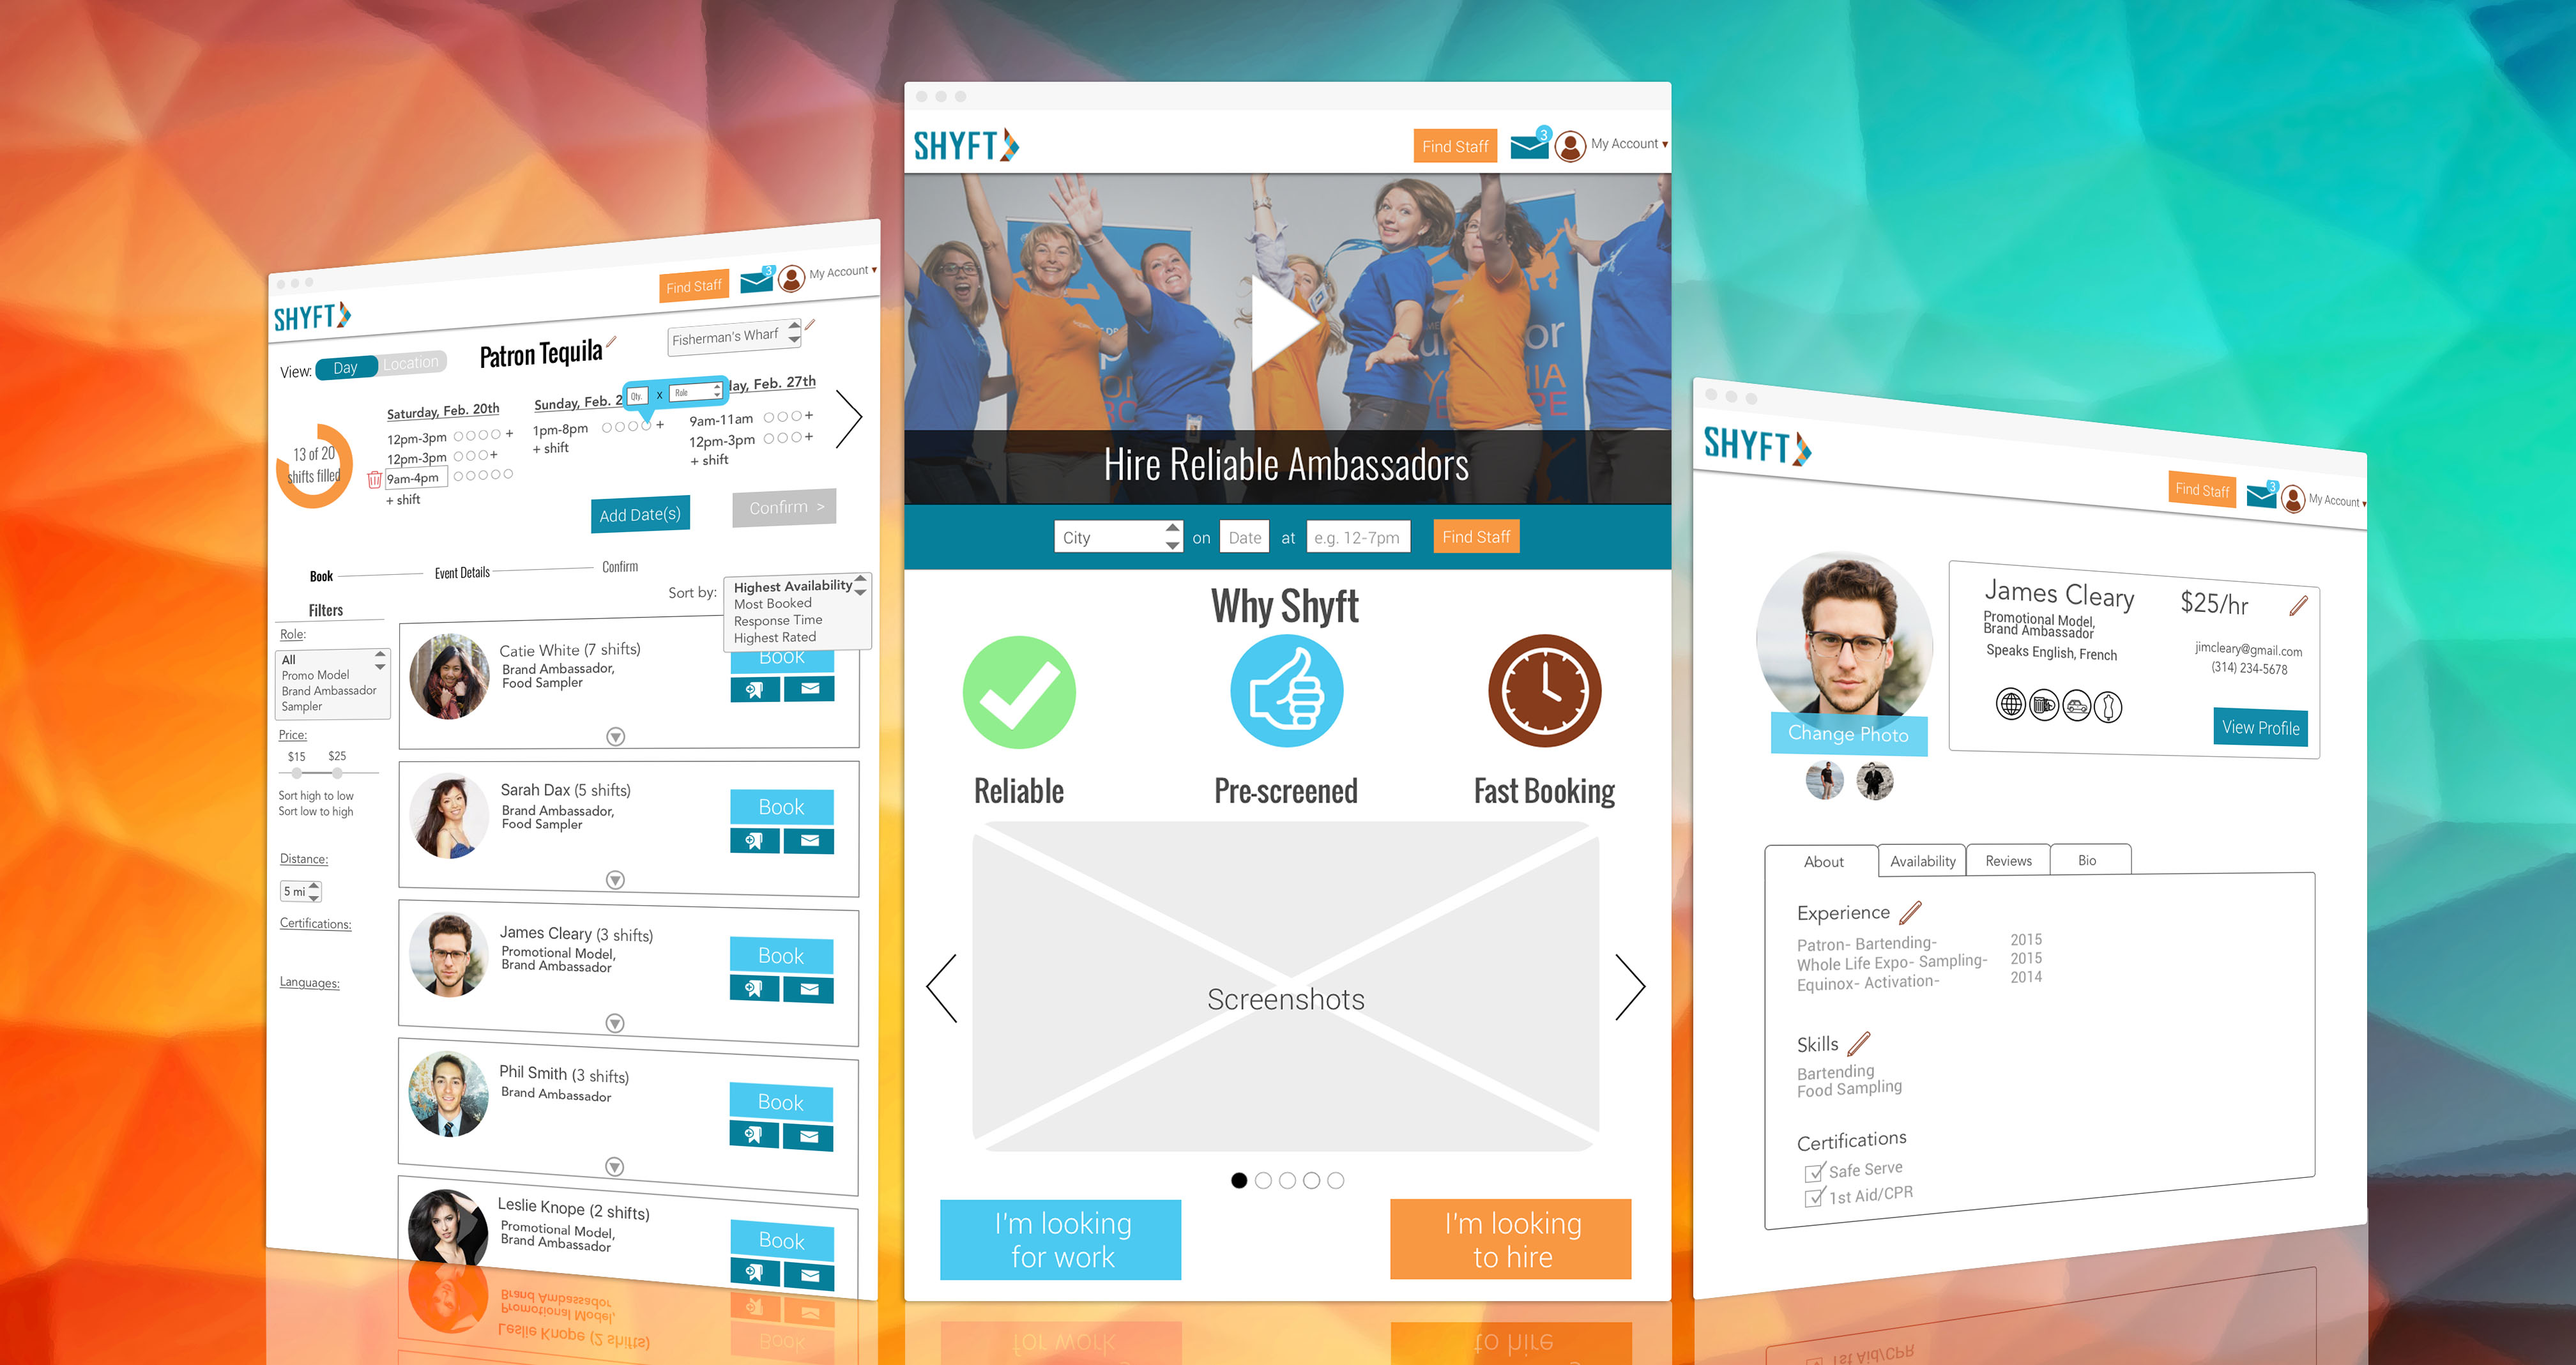 SHYFT
Find Staff
3
My Account
View:
Day
Location
Patron Tequila
Fisherman's Wharf
13 of 20
shifts filled
Saturday, Feb. 20th
12pm-3pm +
12pm-3pm +
9am-4pm
+ shift
Sunday, Feb. 2
1pm-8pm +
+ shift
Qty. x Role
lay, Feb. 27th
9am-11am +
12pm-3pm +
+ shift
Add Date(s)
Confirm >
Book
Event Details
Confirm
Sort by:
Highest Availability
Most Booked
Response Time
Highest Rated
Filters
Role:
All
Promo Model
Brand Ambassador
Sampler
Price:
$15 $25
Sort high to low
Sort low to high
Distance:
5 mi
Certifications:
Languages:
Catie White (7 shifts)
Brand Ambassador,
Food Sampler
Book
Sarah Dax (5 shifts)
Brand Ambassador,
Food Sampler
Book
James Cleary (3 shifts)
Promotional Model,
Brand Ambassador
Book
Phil Smith (3 shifts)
Brand Ambassador
Book
Leslie Knope (2 shifts)
Promotional Model,
Brand Ambassador
Book
SHYFT
Find Staff
3
My Account
Hire Reliable Ambassadors
City on Date at e.g. 12-7pm Find Staff
Why Shyft
Reliable
Pre-screened
Fast Booking
Screenshots
I'm looking
for work
I'm looking
to hire
SHYFT
Find Staff
3
My Account
Change Photo
James Cleary
$25/hr
Promotional Model,
Brand Ambassador
Speaks English, French
jimcleary@gmail.com
(314) 234-5678
View Profile
About
Availability
Reviews
Bio
Experience
Patron- Bartending- 2015
Whole Life Expo- Sampling- 2015
Equinox- Activation- 2014
Skills
Bartending
Food Sampling
Certifications
Safe Serve
1st Aid/CPR